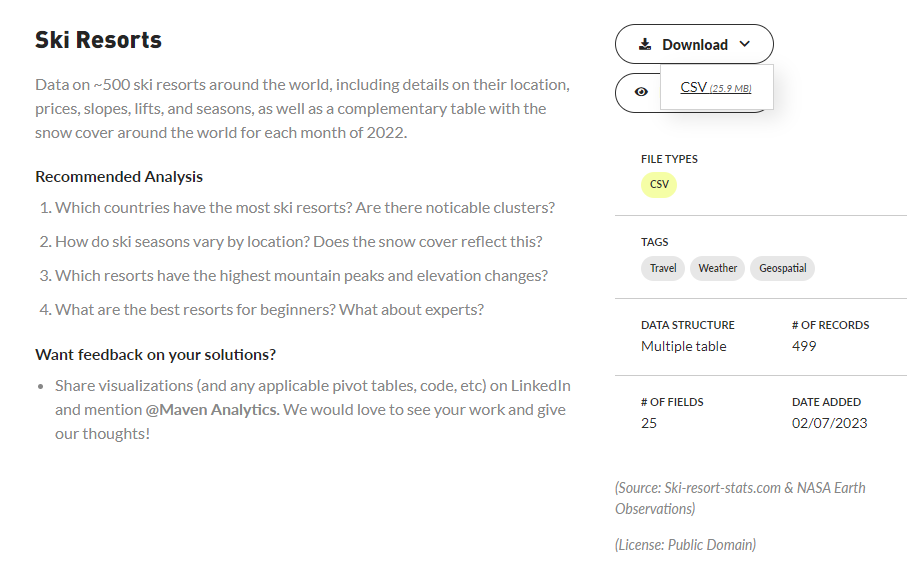 Ski Resorts
Data on ~500 ski resorts around the world, including details on their location,
prices, slopes, lifts, and seasons, as well as a complementary table with the
snow cover around the world for each month of 2022.
Recommended Analysis
1. Which countries have the most ski resorts? Are there noticable clusters?
2. How do ski seasons vary by location? Does the snow cover reflect this?
3. Which resorts have the highest mountain peaks and elevation changes?
4. What are the best resorts for beginners? What about experts?
Want feedback on your solutions?
• Share visualizations (and any applicable pivot tables, code, etc) on LinkedIn
and mention @Maven Analytics. We would love to see your work and give
our thoughts!
Download
CSV (25.9 MB)
FILE TYPES
CSV
TAGS
Travel Weather Geospatial
DATA STRUCTURE # OF RECORDS
Multiple table 499
# OF FIELDS DATE ADDED
25 02/07/2023
(Source: Ski-resort-stats.com & NASA Earth
Observations)
(License: Public Domain)